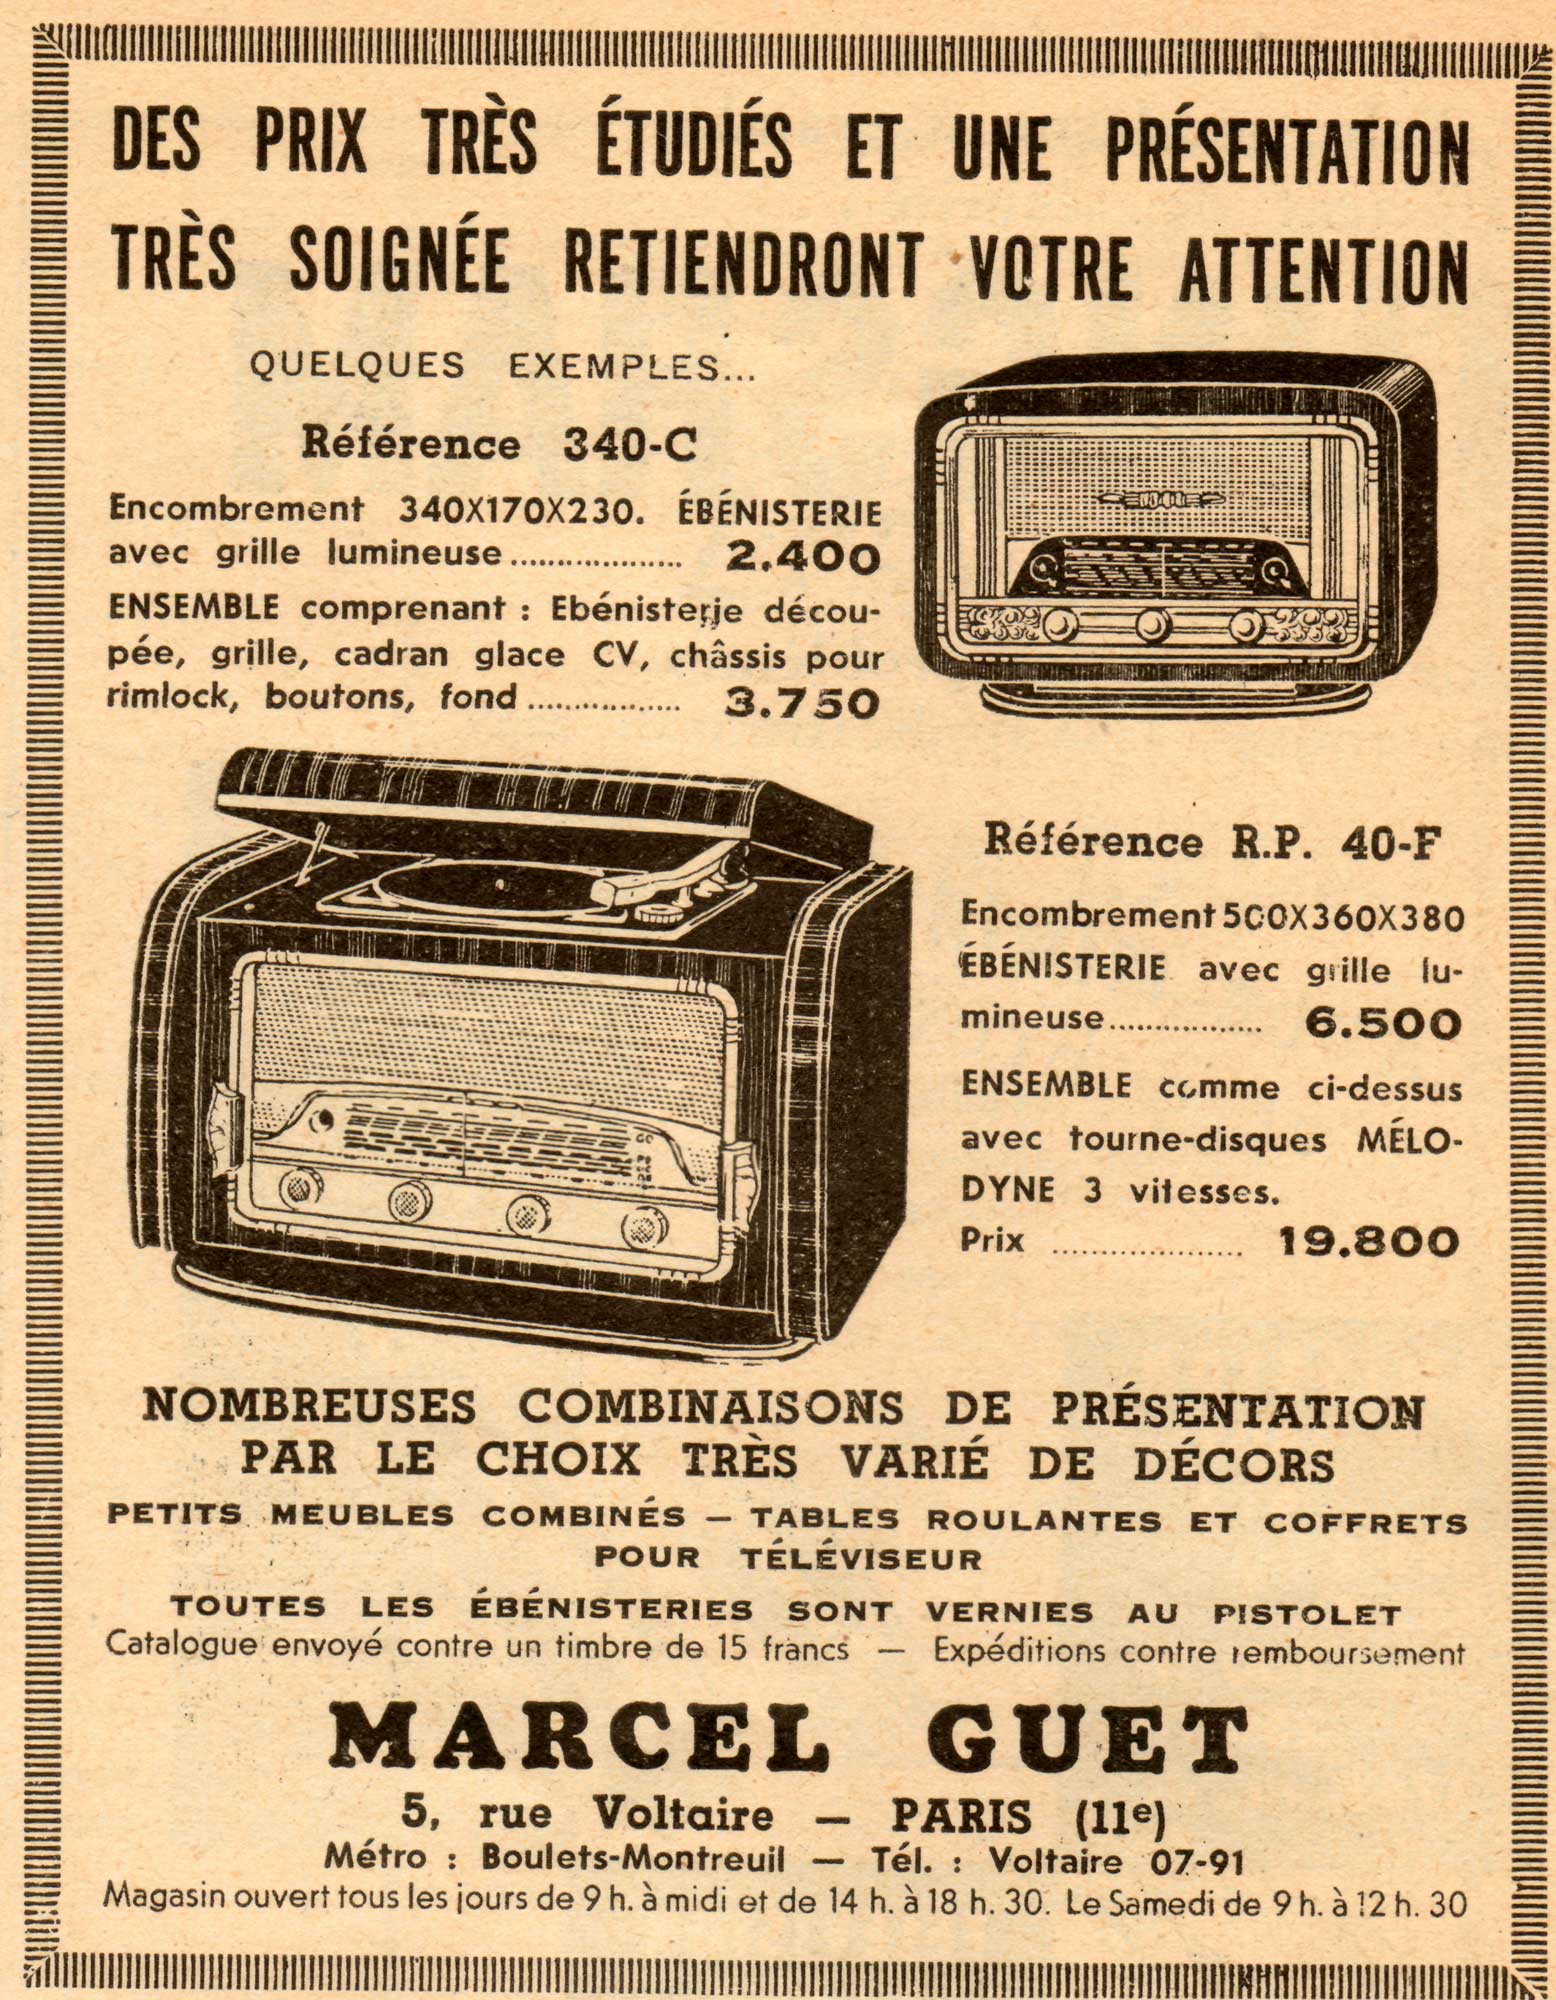 DES PRIX TRÈS ÉTUDIÉS ET UNE PRÉSENTATION
TRÈS SOIGNÉE RETIENDRONT VOTRE ATTENTION
QUELQUES EXEMPLES...
Référence 340-C
Encombrement 340X170X230. ÉBÉNISTERIE
avec grille lumineuse.................. 2.400
ENSEMBLE comprenant : Ebénisterie décou-
pée, grille, cadran glace CV, châssis pour
rimlock, boutons, fond................ 3.750
Référence R.P. 40-F
Encombrement 500X360X380
ÉBÉNISTERIE avec grille lu-
mineuse................ 6.500
ENSEMBLE comme ci-dessus
avec tourne-disques MÉLO-
DYNE 3 vitesses.
Prix .................... 19.800
NOMBREUSES COMBINAISONS DE PRÉSENTATION
PAR LE CHOIX TRÈS VARIÉ DE DÉCORS
PETITS MEUBLES COMBINÉS — TABLES ROULANTES ET COFFRETS
POUR TÉLÉVISEUR
TOUTES LES ÉBÉNISTERIES SONT VERNIES AU PISTOLET
Catalogue envoyé contre un timbre de 15 francs — Expéditions contre remboursement
MARCEL GUET
5, rue Voltaire — PARIS (11e)
Métro : Boulets-Montreuil — Tél. : Voltaire 07-91
Magasin ouvert tous les jours de 9 h. à midi et de 14 h. à 18 h. 30. Le Samedi de 9 h. à 12 h. 30